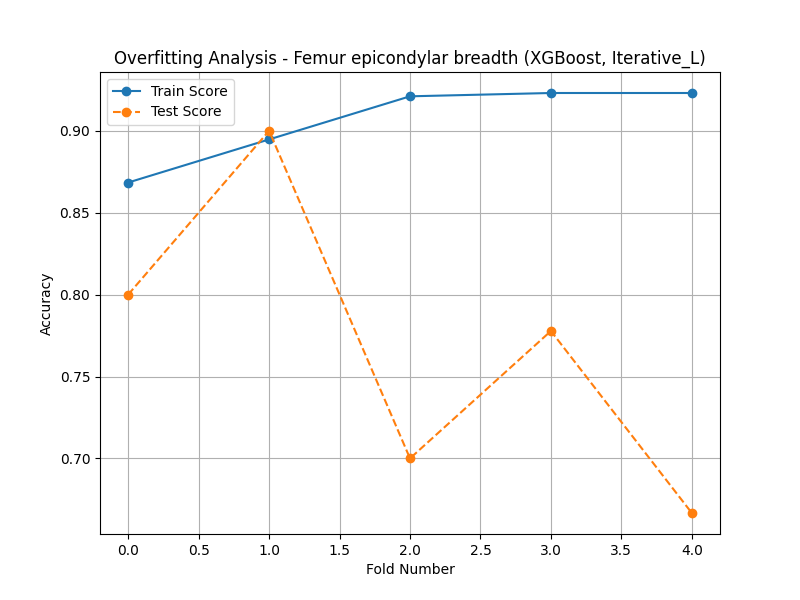 Overfitting Analysis - Femur epicondylar breadth (XGBoost, Iterative_L)
Train Score
Test Score
0.90
0.85
0.80
0.75
0.70
Accuracy
0.0 0.5 1.0 1.5 2.0 2.5 3.0 3.5 4.0
Fold Number